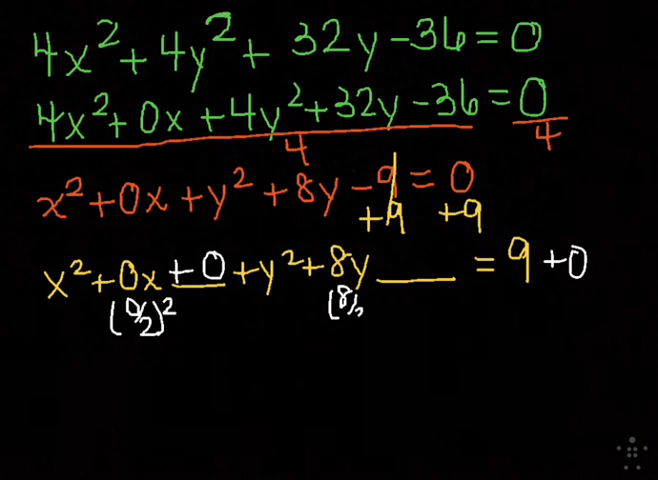 4x²+4y²+32y-36=0
4x²+0x+4y²+32y-36=0
4 4
x²+0x+y²+8y-9=0
+9 +9
x²+0x+0+y²+8y ___ =9+0
(0/2)² (8/2